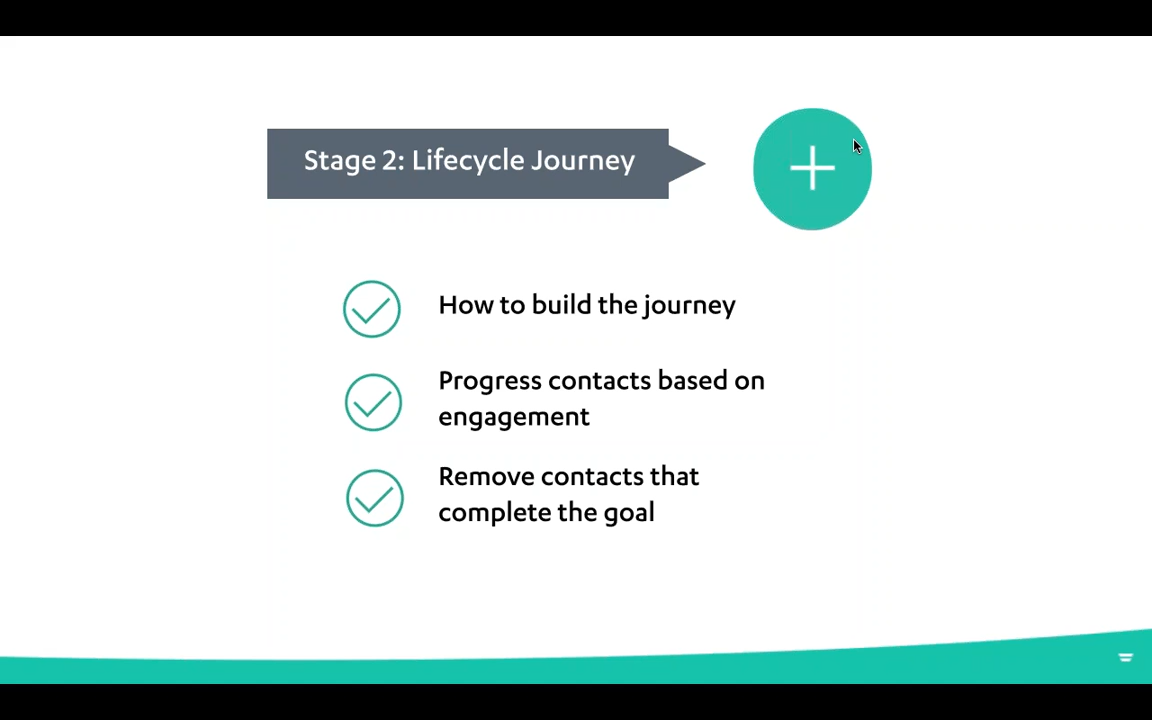 Stage 2: Lifecycle Journey
How to build the journey
Progress contacts based on
engagement
Remove contacts that
complete the goal